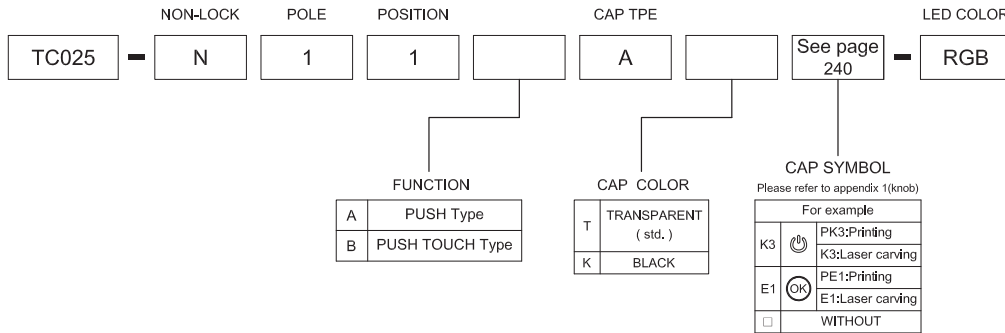 NON-LOCK POLE POSITION CAP TPE LED COLOR
TC025 - N 1 1 A See page 240 - RGB
FUNCTION
A PUSH Type
B PUSH TOUCH Type
CAP COLOR
T TRANSPARENT
( std. )
K BLACK
CAP SYMBOL
Please refer to appendix 1(knob)
For example
K3 PK3:Printing
K3:Laser carving
E1 OK PE1:Printing
E1:Laser carving
□ WITHOUT